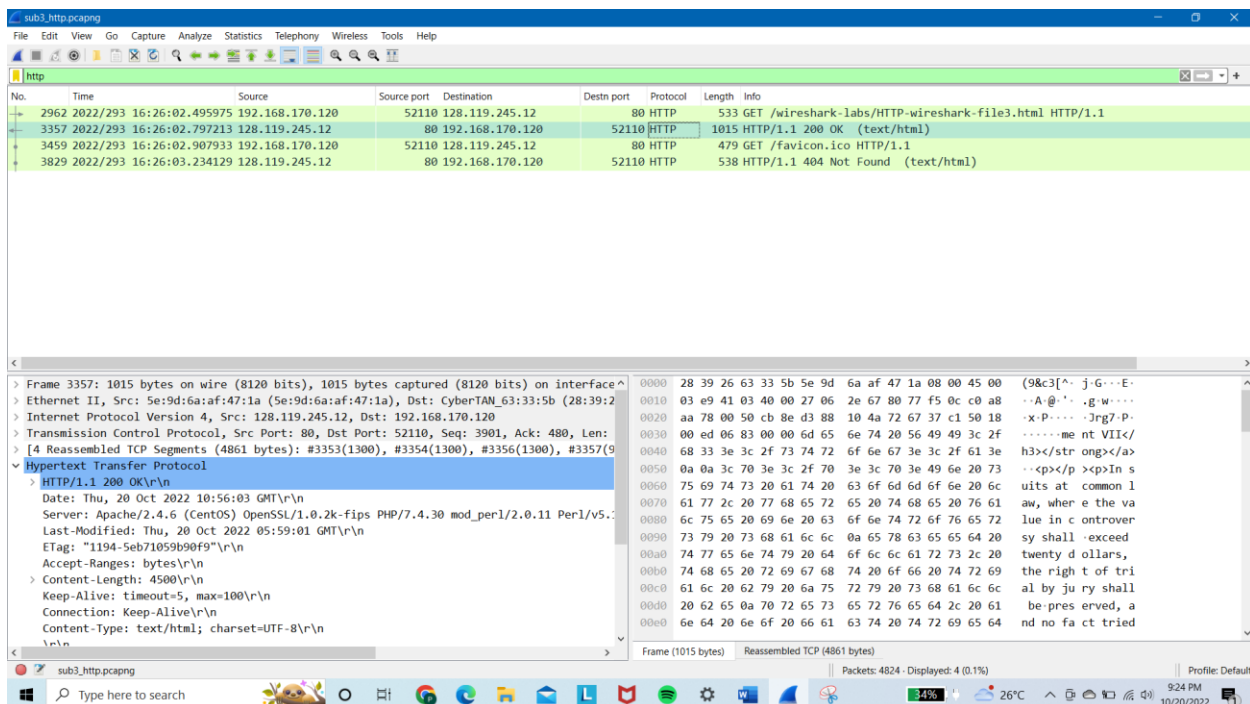 sub3_http.pcapng
File Edit View Go Capture Analyze Statistics Telephony Wireless Tools Help
http
No. Time Source Source port Destination Destn port Protocol Length Info
2962 2022/293 16:26:02.495975 192.168.170.120 52110 128.119.245.12 80 HTTP 533 GET /wireshark-labs/HTTP-wireshark-file3.html HTTP/1.1
3357 2022/293 16:26:02.797213 128.119.245.12 80 192.168.170.120 52110 HTTP 1015 HTTP/1.1 200 OK (text/html)
3459 2022/293 16:26:02.907933 192.168.170.120 52110 128.119.245.12 80 HTTP 479 GET /favicon.ico HTTP/1.1
3829 2022/293 16:26:03.234129 128.119.245.12 80 192.168.170.120 52110 HTTP 538 HTTP/1.1 404 Not Found (text/html)
> Frame 3357: 1015 bytes on wire (8120 bits), 1015 bytes captured (8120 bits) on interface
> Ethernet II, Src: 5e:9d:6a:af:47:1a (5e:9d:6a:af:47:1a), Dst: CyberTAN_63:33:5b (28:39:2
> Internet Protocol Version 4, Src: 128.119.245.12, Dst: 192.168.170.120
> Transmission Control Protocol, Src Port: 80, Dst Port: 52110, Seq: 3901, Ack: 480, Len:
> [4 Reassembled TCP Segments (4861 bytes): #3353(1300), #3354(1300), #3356(1300), #3357(9
Hypertext Transfer Protocol
> HTTP/1.1 200 OK\r\n
Date: Thu, 20 Oct 2022 10:56:03 GMT\r\n
Server: Apache/2.4.6 (CentOS) OpenSSL/1.0.2k-fips PHP/7.4.30 mod_perl/2.0.11 Perl/v5.1
Last-Modified: Thu, 20 Oct 2022 05:59:01 GMT\r\n
ETag: "1194-5eb71059b90f9"\r\n
Accept-Ranges: bytes\r\n
> Content-Length: 4500\r\n
Keep-Alive: timeout=5, max=100\r\n
Connection: Keep-Alive\r\n
Content-Type: text/html; charset=UTF-8\r\n
\r\n
0000 28 39 26 63 33 5b 5e 9d 6a af 47 1a 08 00 45 00 (9&c3[^· j·G···E·
0010 03 e9 41 03 40 00 27 06 2e 67 80 77 f5 0c c0 a8 ··A·@·'· .g·w····
0020 aa 78 00 50 cb 8e d3 88 10 4a 72 67 37 c1 50 18 ·x·P···· ·Jrg7·P·
0030 00 ed 06 83 00 00 6d 65 6e 74 20 56 49 49 3c 2f ······me nt VII</
0040 68 33 3e 3c 2f 73 74 72 6f 6e 67 3e 3c 2f 61 3e h3></str ong></a>
0050 0a 0a 3c 70 3e 3c 2f 70 3e 3c 70 3e 49 6e 20 73 ··<p></p ><p>In s
0060 75 69 74 73 20 61 74 20 63 6f 6d 6d 6f 6e 20 6c uits at common l
0070 61 77 2c 20 77 68 65 72 65 20 74 68 65 20 76 61 aw, wher e the va
0080 6c 75 65 20 69 6e 20 63 6f 6e 74 72 6f 76 65 72 lue in c ontrover
0090 73 79 20 73 68 61 6c 6c 0a 65 78 63 65 65 64 20 sy shall ·exceed
00a0 74 77 65 6e 74 79 20 64 6f 6c 6c 61 72 73 2c 20 twenty d ollars,
00b0 74 68 65 20 72 69 67 68 74 20 6f 66 20 74 72 69 the righ t of tri
00c0 61 6c 20 62 79 20 6a 75 72 79 20 73 68 61 6c 6c al by ju ry shall
00d0 20 62 65 0a 70 72 65 73 65 72 76 65 64 2c 20 61 be·pres erved, a
00e0 6e 64 20 6e 6f 20 66 61 63 74 20 74 72 69 65 64 nd no fa ct tried
Frame (1015 bytes) Reassembled TCP (4861 bytes)
sub3_http.pcapng Packets: 4824 · Displayed: 4 (0.1%) Profile: Default
Type here to search 34% 26°C 9:24 PM
10/20/2022